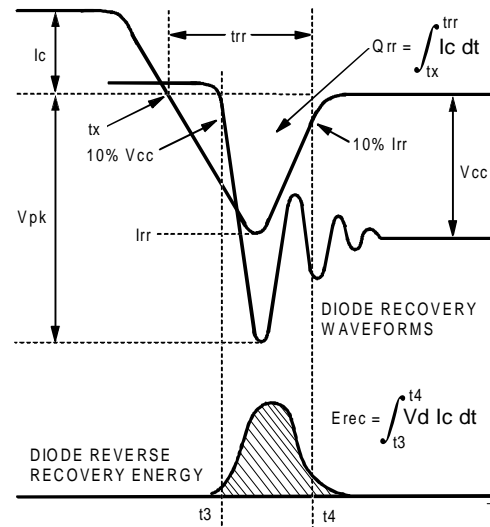 trr
Ic
Qrr = ∫ trr tx Ic dt
tx
10% Vcc
10% Irr
Vcc
Vpk
Irr
DIODE RECOVERY
WAVEFORMS
Erec = ∫ t4 t3 Vd Ic dt
DIODE REVERSE
RECOVERY ENERGY
t3
t4